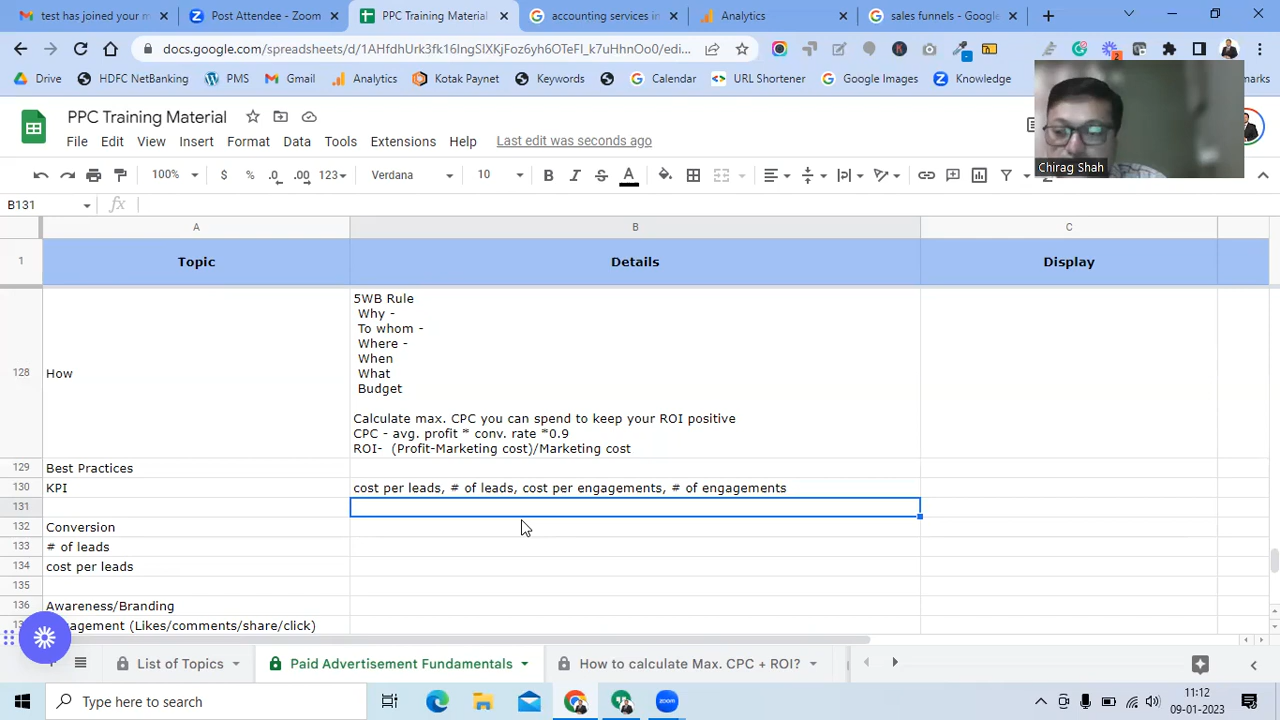 test has joined your m
Post Attendee - Zoom
PPC Training Material
accounting services in
Analytics
sales funnels - Google
docs.google.com/spreadsheets/d/1AHfdhUrk3fk16IngSIXKjFoz6yh6OTeFI_k7uHhnOo0/edi...
Drive
HDFC NetBanking
PMS
Gmail
Analytics
Kotak Paynet
Keywords
Calendar
URL Shortener
Google Images
Knowledge
PPC Training Material
File Edit View Insert Format Data Tools Extensions Help Last edit was seconds ago
Chirag Shah
100% $ % .0 .00 123 Verdana 10 B I S A
B131 fx
A B C
1 Topic Details Display
5WB Rule
Why -
To whom -
Where -
When
128 How What
Budget
Calculate max. CPC you can spend to keep your ROI positive
CPC - avg. profit * conv. rate *0.9
ROI- (Profit-Marketing cost)/Marketing cost
129 Best Practices
130 KPI cost per leads, # of leads, cost per engagements, # of engagements
131
132 Conversion
133 # of leads
134 cost per leads
135
136 Awareness/Branding
(Likes/comments/share/click)
List of Topics Paid Advertisement Fundamentals How to calculate Max. CPC + ROI?
Type here to search
11:12
09-01-2023